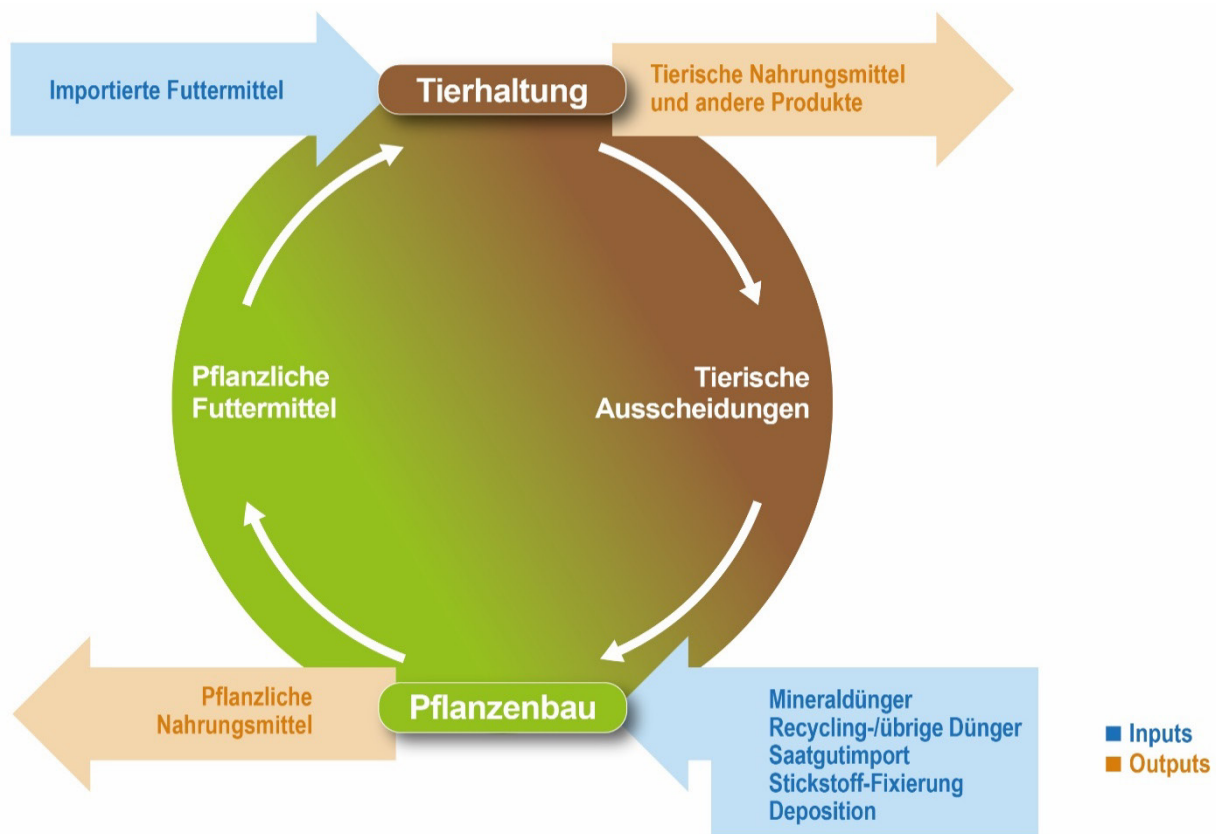 Importierte Futtermittel
Tierhaltung
Tierische Nahrungsmittel
und andere Produkte
Pflanzliche
Futtermittel
Tierische
Ausscheidungen
Pflanzliche
Nahrungsmittel
Pflanzenbau
Mineraldünger
Recycling-/übrige Dünger
Saatgutimport
Stickstoff-Fixierung
Deposition
Inputs
Outputs